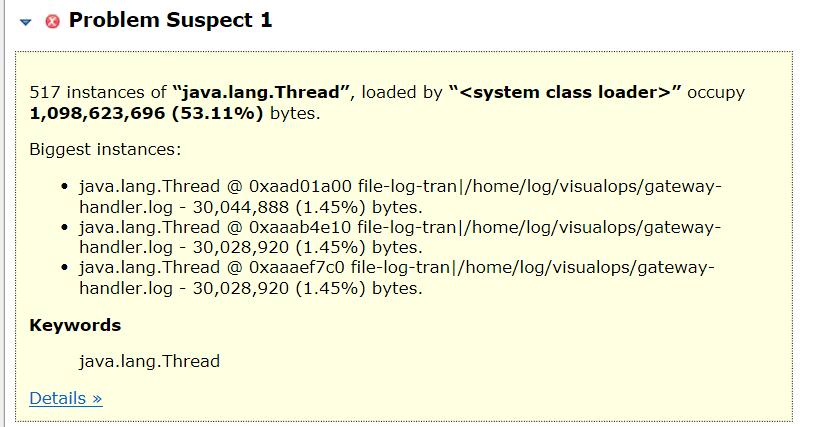 Problem Suspect 1
517 instances of “java.lang.Thread”, loaded by “<system class loader>” occupy
1,098,623,696 (53.11%) bytes.
Biggest instances:
• java.lang.Thread @ 0xaad01a00 file-log-tran|/home/log/visualops/gateway-
handler.log - 30,044,888 (1.45%) bytes.
• java.lang.Thread @ 0xaaab4e10 file-log-tran|/home/log/visualops/gateway-
handler.log - 30,028,920 (1.45%) bytes.
• java.lang.Thread @ 0xaaaef7c0 file-log-tran|/home/log/visualops/gateway-
handler.log - 30,028,920 (1.45%) bytes.
Keywords
java.lang.Thread
Details »